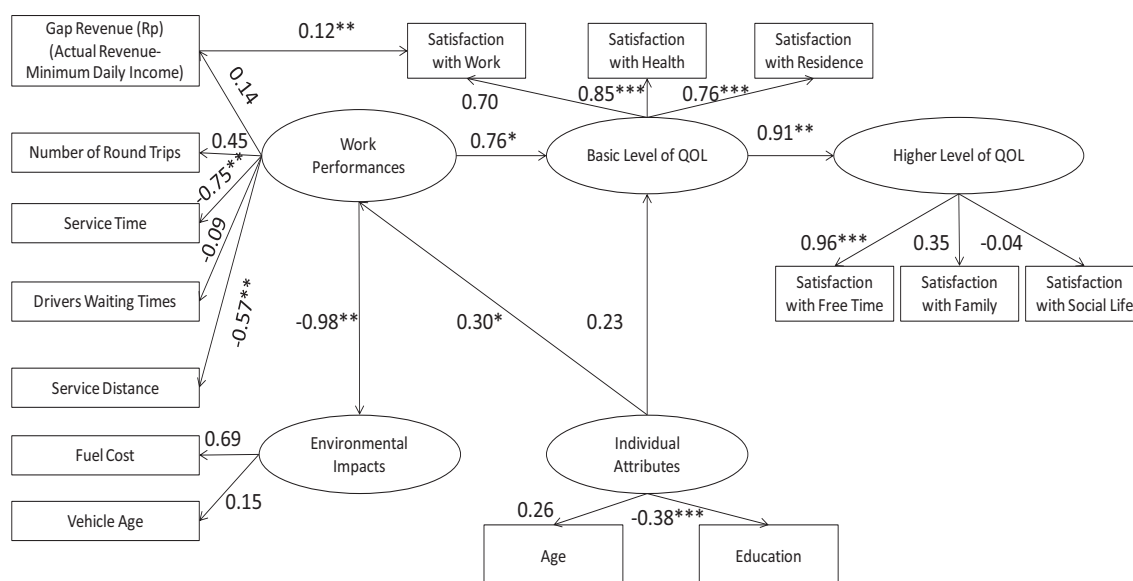 Gap Revenue (Rp)
(Actual Revenue-
Minimum Daily Income)
0.12**
Satisfaction
with Work
Satisfaction
with Health
Satisfaction
with Residence
0.14
0.70
0.85***
0.76***
Number of Round Trips
0.45
Work
Performances
0.76*
Basic Level of QOL
0.91**
Higher Level of QOL
-0.75**
Service Time
-0.09
0.96***
0.35
-0.04
Satisfaction
with Free Time
Satisfaction
with Family
Satisfaction
with Social Life
Drivers Waiting Times
-0.57**
-0.98**
0.30*
0.23
Service Distance
Fuel Cost
0.69
Environmental
Impacts
Individual
Attributes
Vehicle Age
0.15
0.26
-0.38***
Age
Education